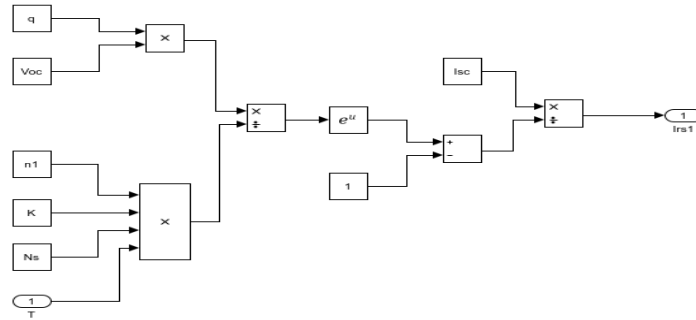 q
Voc
×
n1
K
Ns
1
T
×
×
÷
e^u
1
+
−
Isc
×
÷
1
Irs1